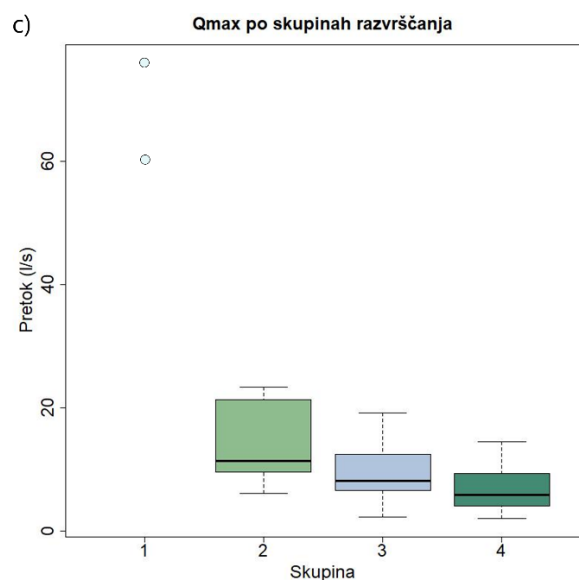 c)
Qmax po skupinah razvrščanja
Pretok (l/s)
60
40
20
0
1 2 3 4
Skupina